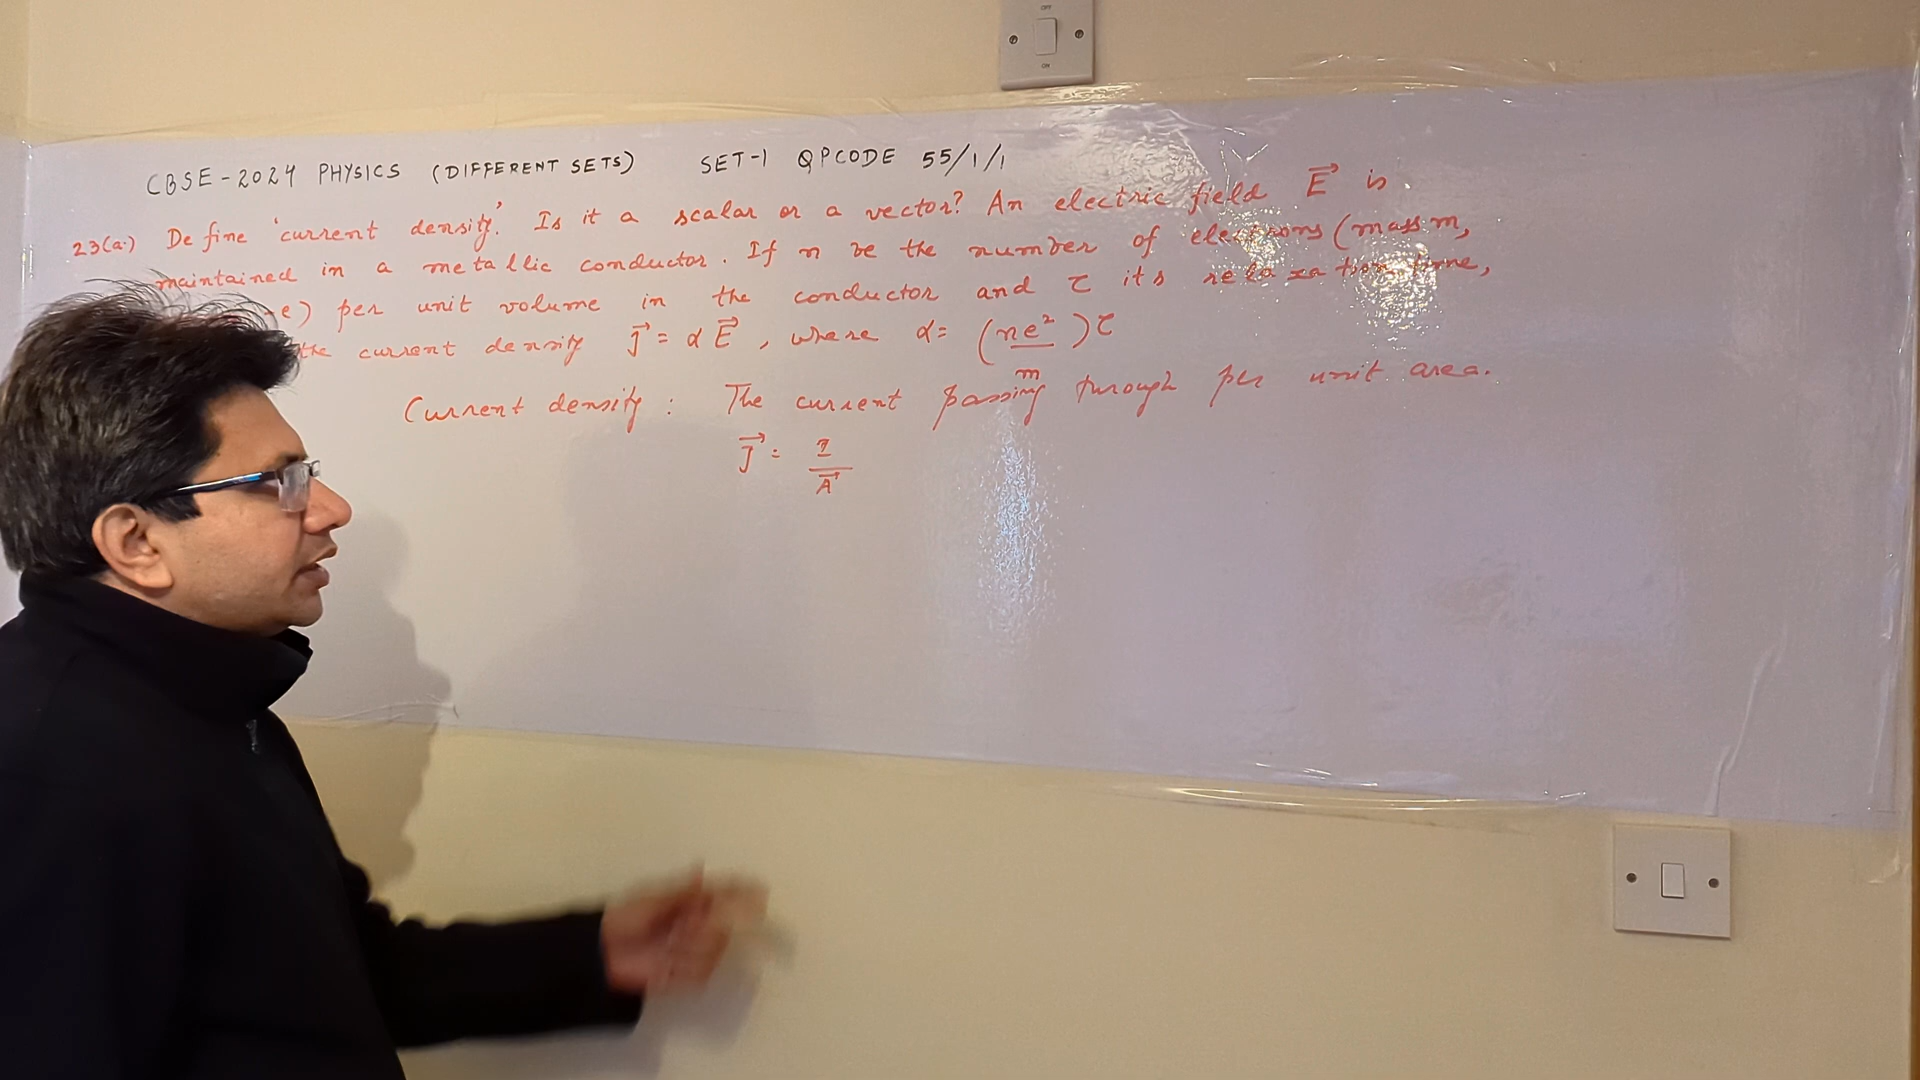 OFF
ON
CBSE-2024 PHYSICS (DIFFERENT SETS) SET-1 QPCODE 55/1/1
23(a.) Define 'current density'. Is it a scalar or a vector? An electric field E⃗ is
maintained in a metallic conductor. If n be the number of electrons (mass m,
e) per unit volume in the conductor and τ its relaxation time,
the current density J⃗ = α E⃗ , where α = (ne²/m)τ
Current density : The current passing through per unit area.
J⃗ = I/A⃗